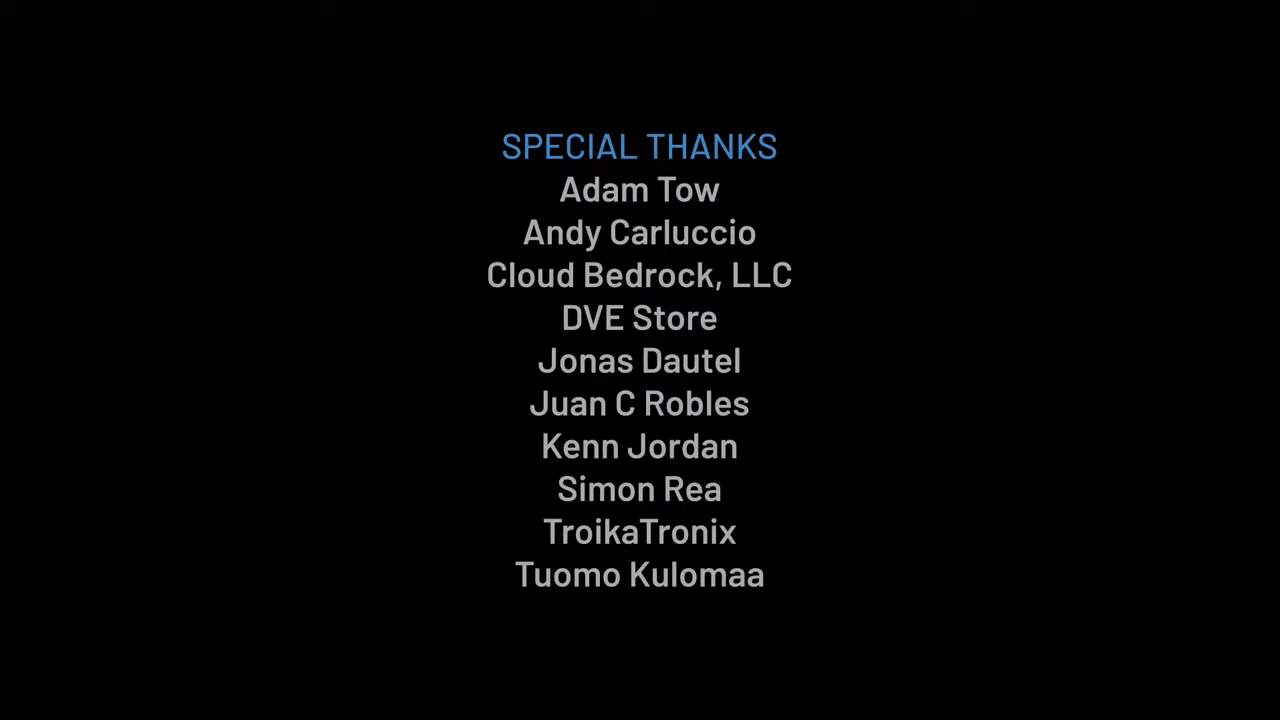 SPECIAL THANKS
Adam Tow
Andy Carluccio
Cloud Bedrock, LLC
DVE Store
Jonas Dautel
Juan C Robles
Kenn Jordan
Simon Rea
TroikaTronix
Tuomo Kulomaa